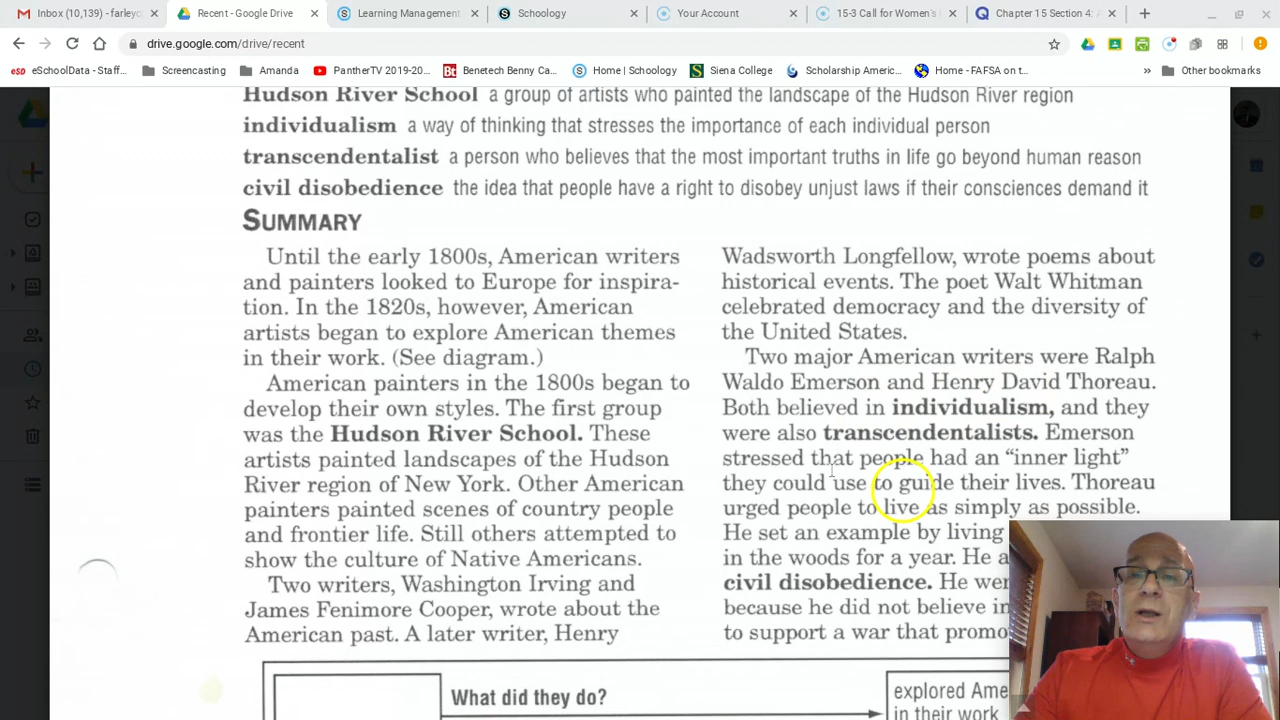 Inbox (10,139) - farleyc
Recent - Google Drive
Learning Management
Schoology
Your Account
15-3 Call for Women's
Chapter 15 Section 4:
drive.google.com/drive/recent
eSchoolData - Staff...
Screencasting
Amanda
PantherTV 2019-20...
Benetech Benny Ca...
Home | Schoology
Siena College
Scholarship Americ...
Home - FAFSA on t...
»
Other bookmarks
Hudson River School a group of artists who painted the landscape of the Hudson River region
individualism a way of thinking that stresses the importance of each individual person
transcendentalist a person who believes that the most important truths in life go beyond human reason
civil disobedience the idea that people have a right to disobey unjust laws if their consciences demand it
SUMMARY
Until the early 1800s, American writers
and painters looked to Europe for inspira-
tion. In the 1820s, however, American
artists began to explore American themes
in their work. (See diagram.)
American painters in the 1800s began to
develop their own styles. The first group
was the Hudson River School. These
artists painted landscapes of the Hudson
River region of New York. Other American
painters painted scenes of country people
and frontier life. Still others attempted to
show the culture of Native Americans.
Two writers, Washington Irving and
James Fenimore Cooper, wrote about the
American past. A later writer, Henry
Wadsworth Longfellow, wrote poems about
historical events. The poet Walt Whitman
celebrated democracy and the diversity of
the United States.
Two major American writers were Ralph
Waldo Emerson and Henry David Thoreau.
Both believed in individualism, and they
were also transcendentalists. Emerson
stressed that people had an "inner light"
they could use to guide their lives. Thoreau
urged people to live as simply as possible.
He set an example by living
in the woods for a year. He a
civil disobedience. He wen
because he did not believe in
to support a war that promo
What did they do?
explored Ame
in their work